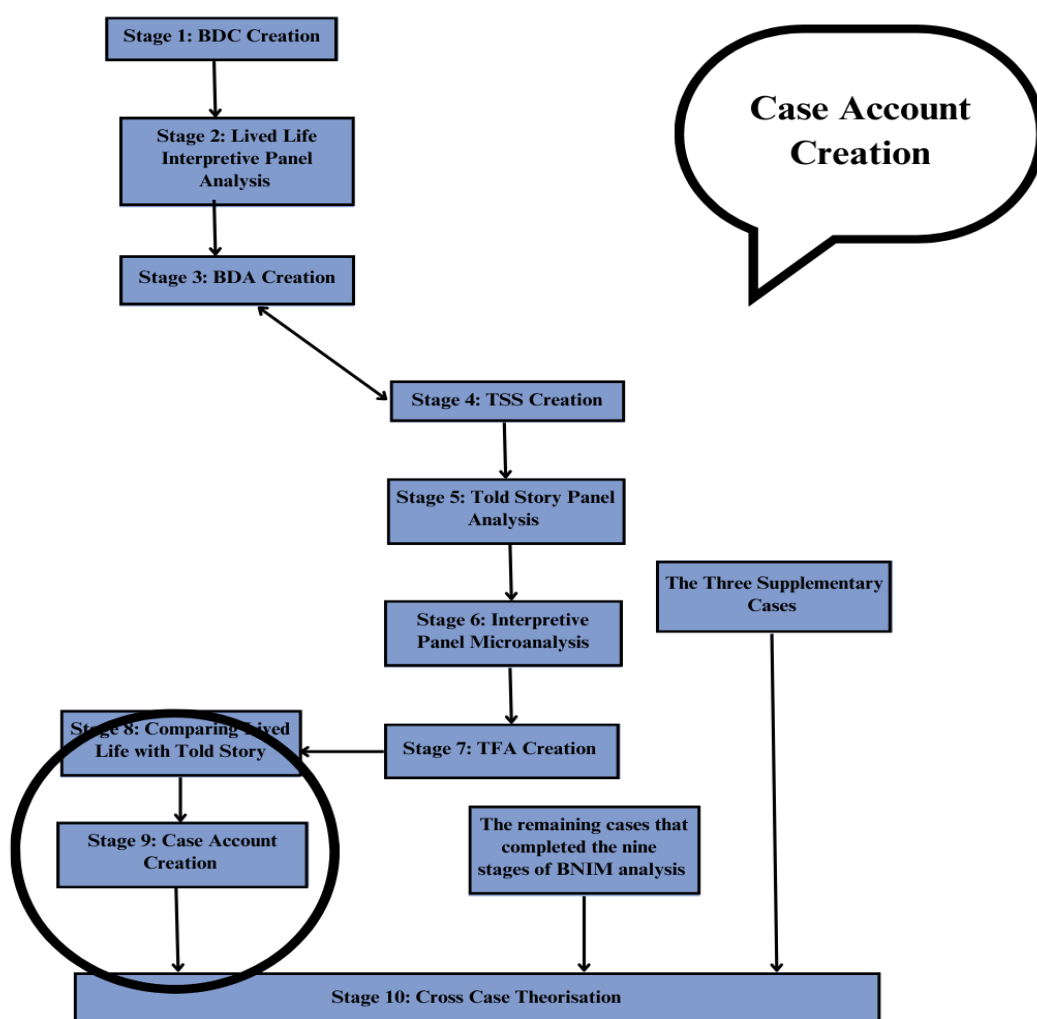 Stage 1: BDC Creation
Case Account
Creation
Stage 2: Lived Life
Interpretive Panel
Analysis
Stage 3: BDA Creation
Stage 4: TSS Creation
Stage 5: Told Story Panel
Analysis
The Three Supplementary
Cases
Stage 6: Interpretive
Panel Microanalysis
Stage 8: Comparing Lived
Life with Told Story
Stage 7: TFA Creation
Stage 9: Case Account
Creation
The remaining cases that
completed the nine
stages of BNIM analysis
Stage 10: Cross Case Theorisation